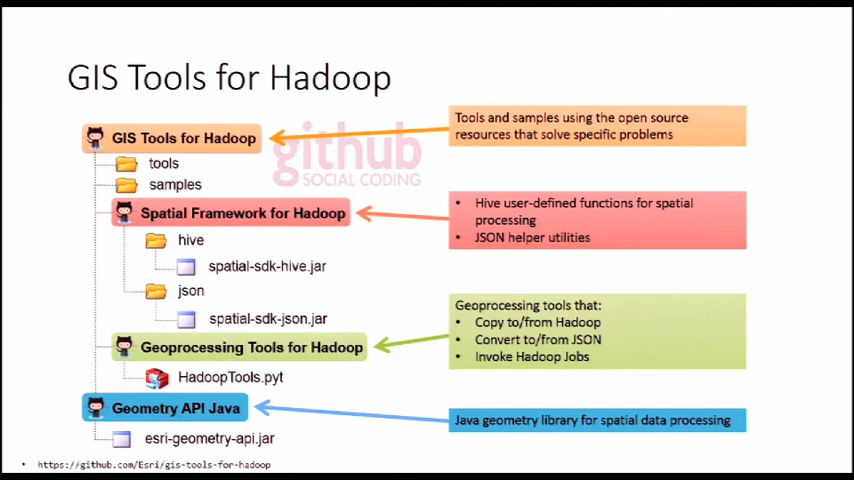 GIS Tools for Hadoop
github
SOCIAL CODING
GIS Tools for Hadoop
Tools and samples using the open source
resources that solve specific problems
tools
samples
Spatial Framework for Hadoop
• Hive user-defined functions for spatial
processing
• JSON helper utilities
hive
spatial-sdk-hive.jar
json
spatial-sdk-json.jar
Geoprocessing Tools for Hadoop
Geoprocessing tools that:
• Copy to/from Hadoop
• Convert to/from JSON
• Invoke Hadoop Jobs
HadoopTools.pyt
Geometry API Java
Java geometry library for spatial data processing
esri-geometry-api.jar
• https://github.com/Esri/gis-tools-for-hadoop